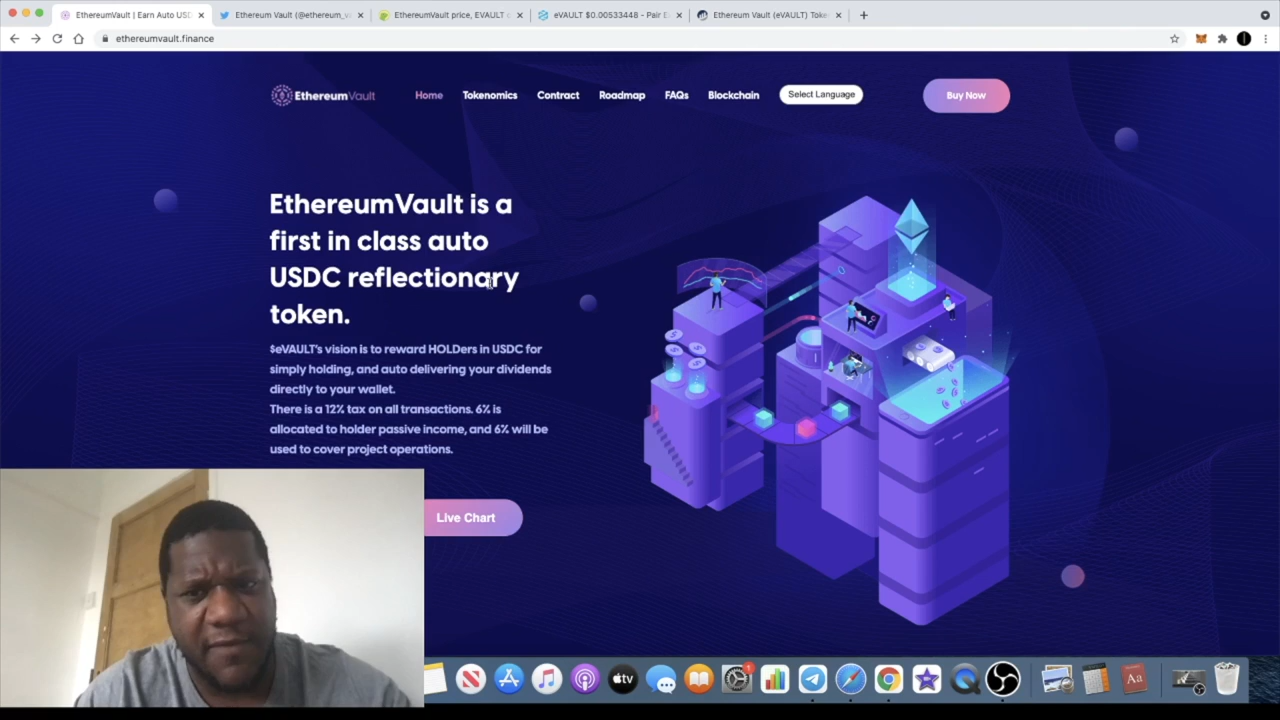 EthereumVault | Earn Auto USD
Ethereum Vault (@ethereum_va
EthereumVault price, EVAULT c
eVAULT $0.00533448 - Pair E
Ethereum Vault (eVAULT) Toke
ethereumvault.finance
EthereumVault
Home
Tokenomics
Contract
Roadmap
FAQs
Blockchain
Select Language
Buy Now
EthereumVault is a
first in class auto
USDC reflectionary
token.
$eVAULT's vision is to reward HOLDers in USDC for
simply holding, and auto delivering your dividends
directly to your wallet.
There is a 12% tax on all transactions. 6% is
allocated to holder passive income, and 6% will be
used to cover project operations.
Live Chart
tv
1
Aa